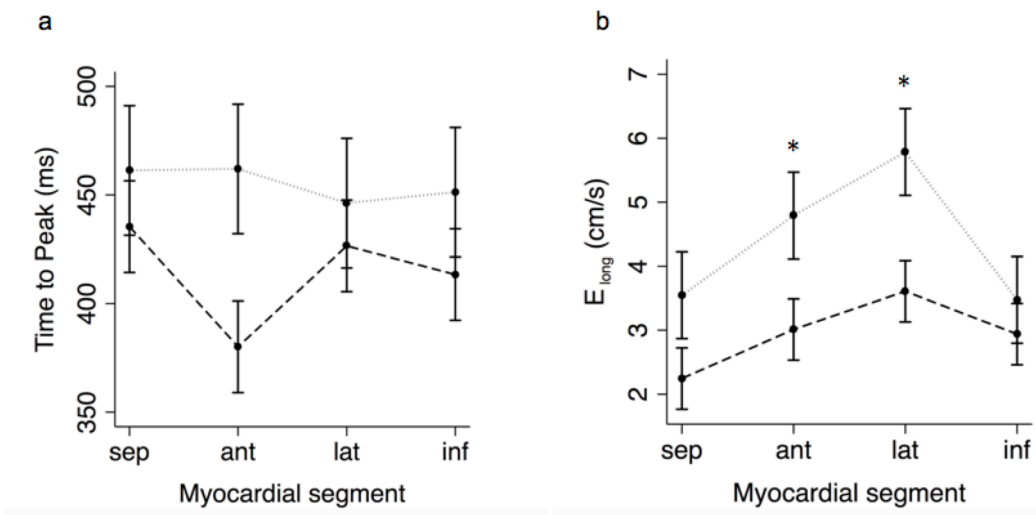 a
Time to Peak (ms)
500
450
400
350
sep ant lat inf
Myocardial segment
b
E long (cm/s)
7
6
5
4
3
2
* *
sep ant lat inf
Myocardial segment